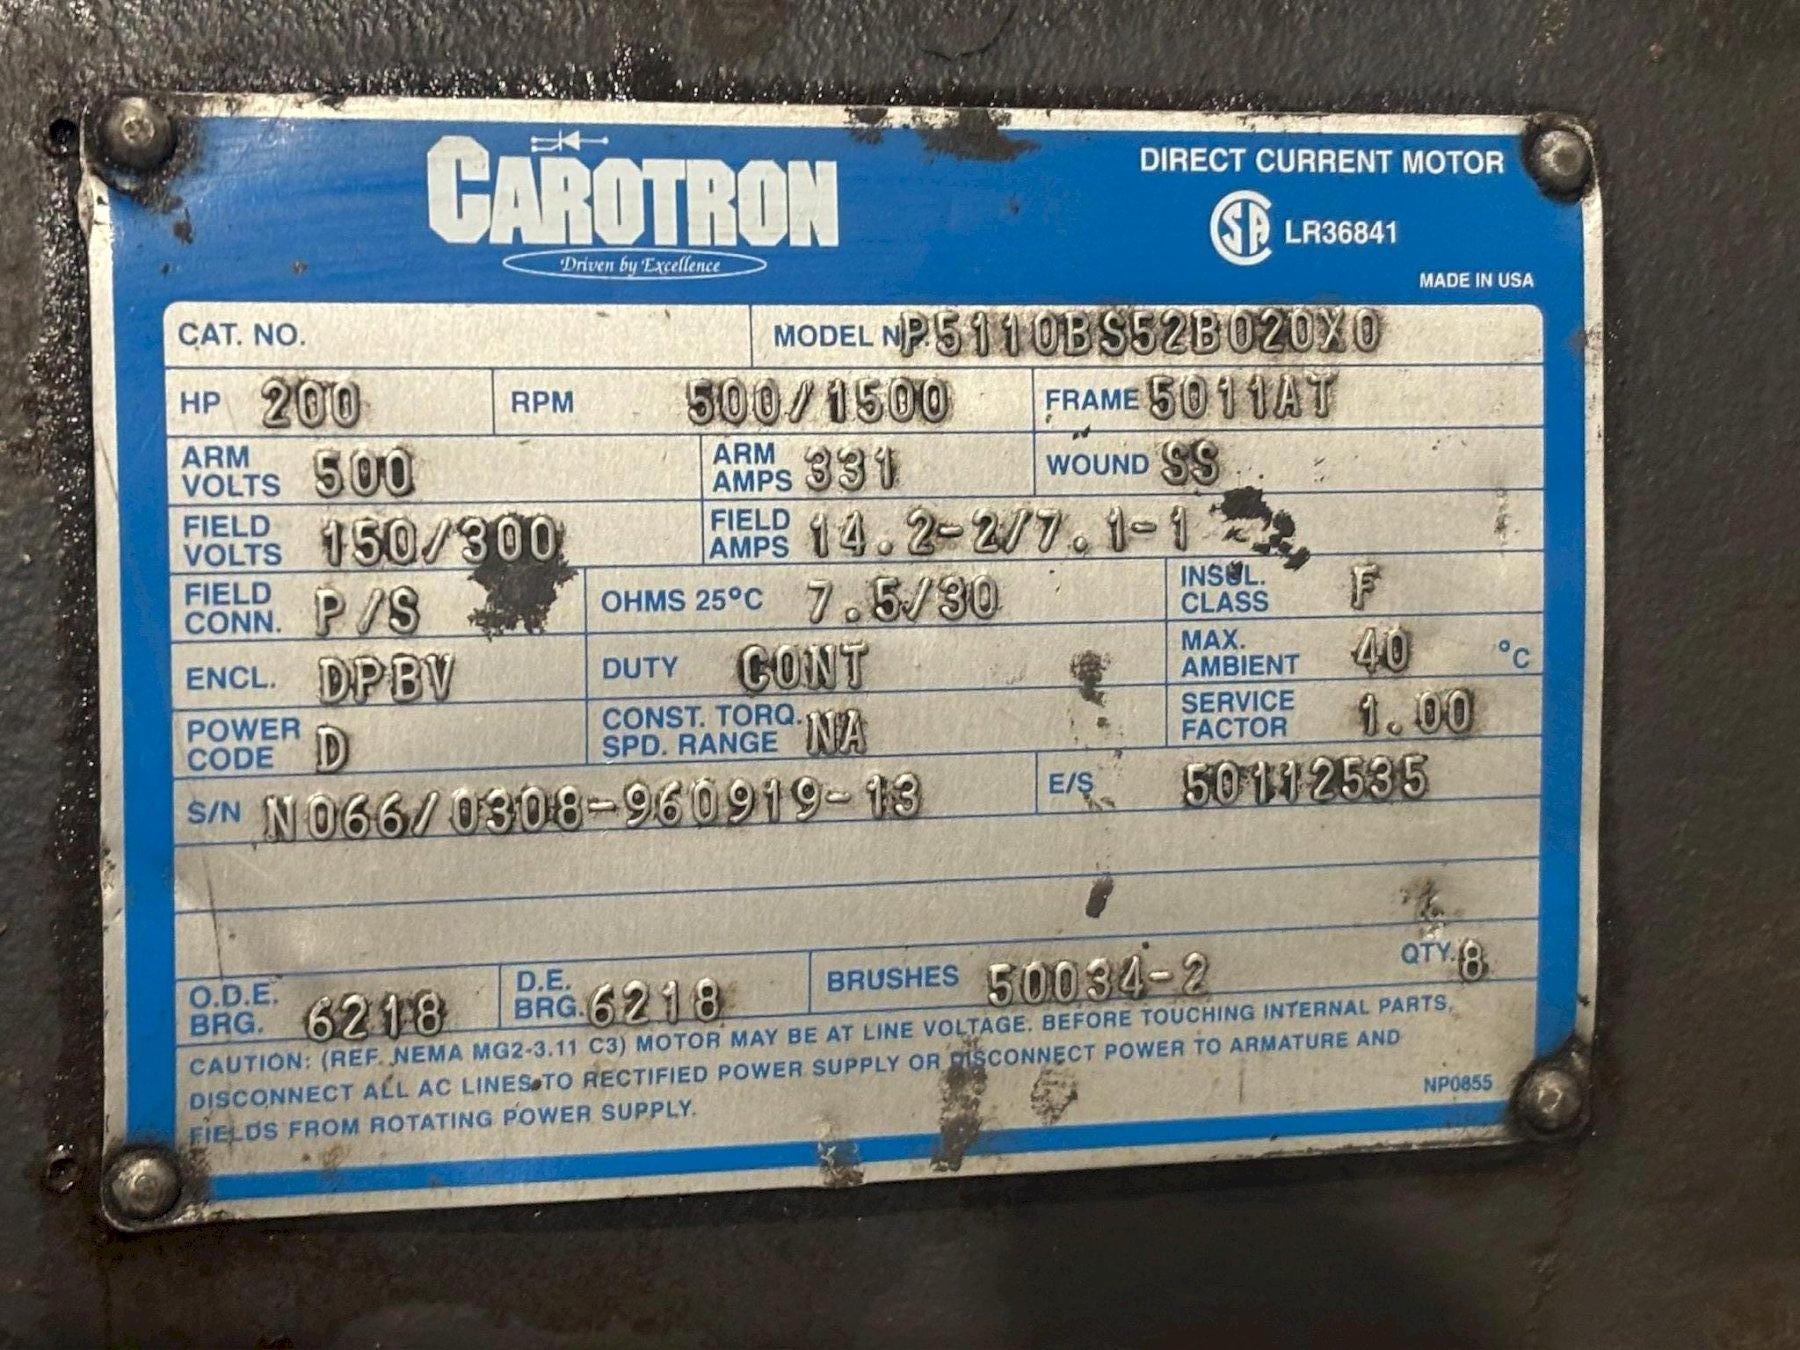 CAROTRON
Driven by Excellence
DIRECT CURRENT MOTOR
SA LR36841
MADE IN USA
CAT. NO. MODEL N P5110BS52B020X0
HP 200 RPM 500/1500 FRAME 5011AT
ARM VOLTS 500 ARM AMPS 331 WOUND SS
FIELD VOLTS 150/300 FIELD AMPS 14.2-2/7.1-1
FIELD CONN. P/S OHMS 25°C 7.5/30 INSUL. CLASS F
ENCL. DPBV DUTY CONT MAX. AMBIENT 40 °C
POWER CODE D CONST. TORQ. SPD. RANGE NA SERVICE FACTOR 1.00
S/N N066/0308-960919-13 E/S 50112535
O.D.E. BRG. 6218 D.E. BRG. 6218 BRUSHES 50034-2 QTY. 8
CAUTION: (REF. NEMA MG2-3.11 C3) MOTOR MAY BE AT LINE VOLTAGE. BEFORE TOUCHING INTERNAL PARTS,
DISCONNECT ALL AC LINES TO RECTIFIED POWER SUPPLY OR DISCONNECT POWER TO ARMATURE AND
FIELDS FROM ROTATING POWER SUPPLY.
NP0855